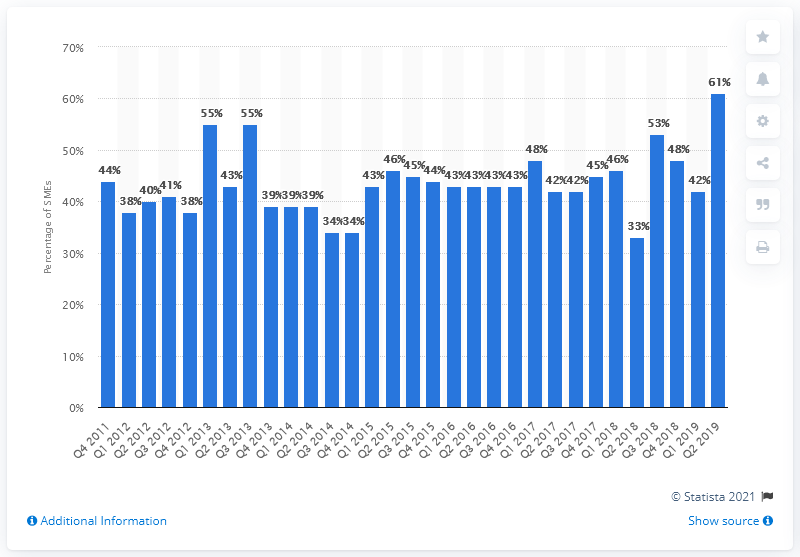 70%
60%
50%
40%
30%
20%
10%
0%
Percentage of SMEs
44%
38%
40%
41%
38%
55%
43%
55%
39%
39%
39%
34%
34%
43%
46%
45%
44%
43%
43%
43%
43%
48%
42%
42%
45%
46%
33%
53%
48%
42%
61%
Q4 2011
Q1 2012
Q2 2012
Q3 2012
Q4 2012
Q1 2013
Q2 2013
Q3 2013
Q4 2013
Q1 2014
Q2 2014
Q3 2014
Q4 2014
Q1 2015
Q2 2015
Q3 2015
Q4 2015
Q1 2016
Q2 2016
Q3 2016
Q4 2016
Q1 2017
Q2 2017
Q3 2017
Q4 2017
Q1 2018
Q2 2018
Q3 2018
Q4 2018
Q1 2019
Q2 2019
© Statista 2021
Additional Information
Show source